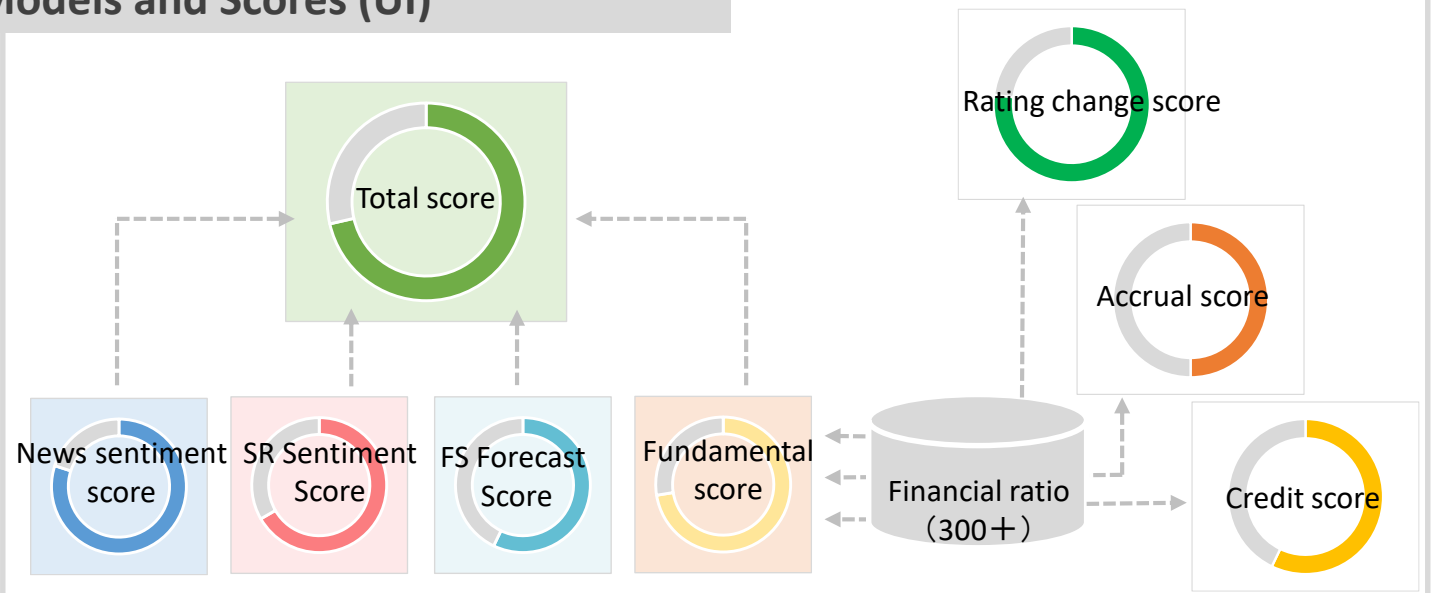 Models and Scores (UI)
Rating change score
Total score
Accrual score
News sentiment
score
SR Sentiment
Score
FS Forecast
Score
Fundamental
score
Financial ratio
（300＋）
Credit score